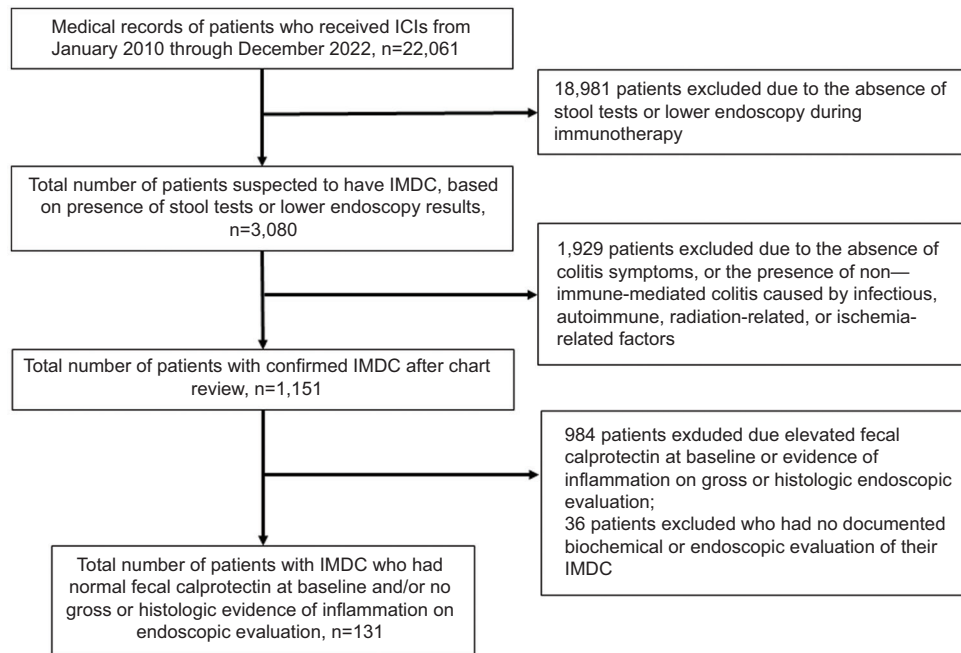 Medical records of patients who received ICIs from
January 2010 through December 2022, n=22,061
18,981 patients excluded due to the absence of
stool tests or lower endoscopy during
immunotherapy
Total number of patients suspected to have IMDC, based
on presence of stool tests or lower endoscopy results,
n=3,080
1,929 patients excluded due to the absence of
colitis symptoms, or the presence of non—
immune-mediated colitis caused by infectious,
autoimmune, radiation-related, or ischemia-
related factors
Total number of patients with confirmed IMDC after chart
review, n=1,151
984 patients exduded due elevated fecal
calprotectin at baseline or evidence of
inflammation on gross or histologic endoscopic
evaluation;
36 patients excluded who had no documented
biochemical or endoscopic evaluation of their
IMDC
Total number of patients with IMDC who had
normal fecal calprotectin at baseline and/or no
gross or histologic evidence of inflammation on
endoscopic evaluation, n=131